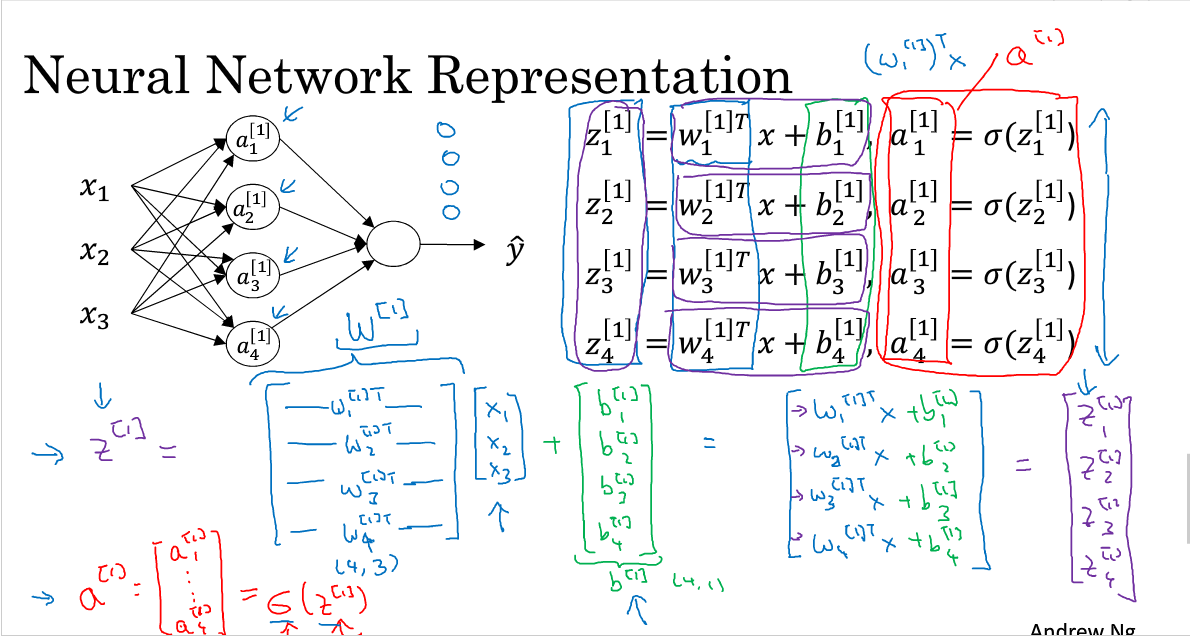 Neural Network Representation
(w₁^[1])^T x
a^[1]
x₁
x₂
x₃
a₁^[1]
a₂^[1]
a₃^[1]
a₄^[1]
ŷ
z₁^[1] = w₁^[1]T x + b₁^[1], a₁^[1] = σ(z₁^[1])
z₂^[1] = w₂^[1]T x + b₂^[1], a₂^[1] = σ(z₂^[1])
z₃^[1] = w₃^[1]T x + b₃^[1], a₃^[1] = σ(z₃^[1])
z₄^[1] = w₄^[1]T x + b₄^[1], a₄^[1] = σ(z₄^[1])
W^[1]
→ z^[1] = [w₁^[1]T; w₂^[1]T; w₃^[1]T; w₄^[1]T] [x₁; x₂; x₃] + [b₁^[1]; b₂^[1]; b₃^[1]; b₄^[1]] = [→ w₁^[1]T x + b₁^[1]; → w₂^[1]T x + b₂^[1]; → w₃^[1]T x + b₃^[1]; → w₄^[1]T x + b₄^[1]] = [z₁^[1]; z₂^[1]; z₃^[1]; z₄^[1]]
(4,3)
b^[1] (4,1)
→ a^[1] = [a₁^[1]; ⋮; a₄^[1]] = σ(z^[1])
Andrew Ng